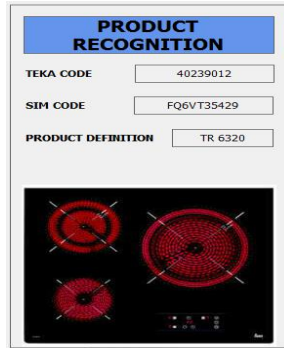 PRODUCT
RECOGNITION
TEKA CODE 40239012
SIM CODE FQ6VT35429
PRODUCT DEFINITION TR 6320